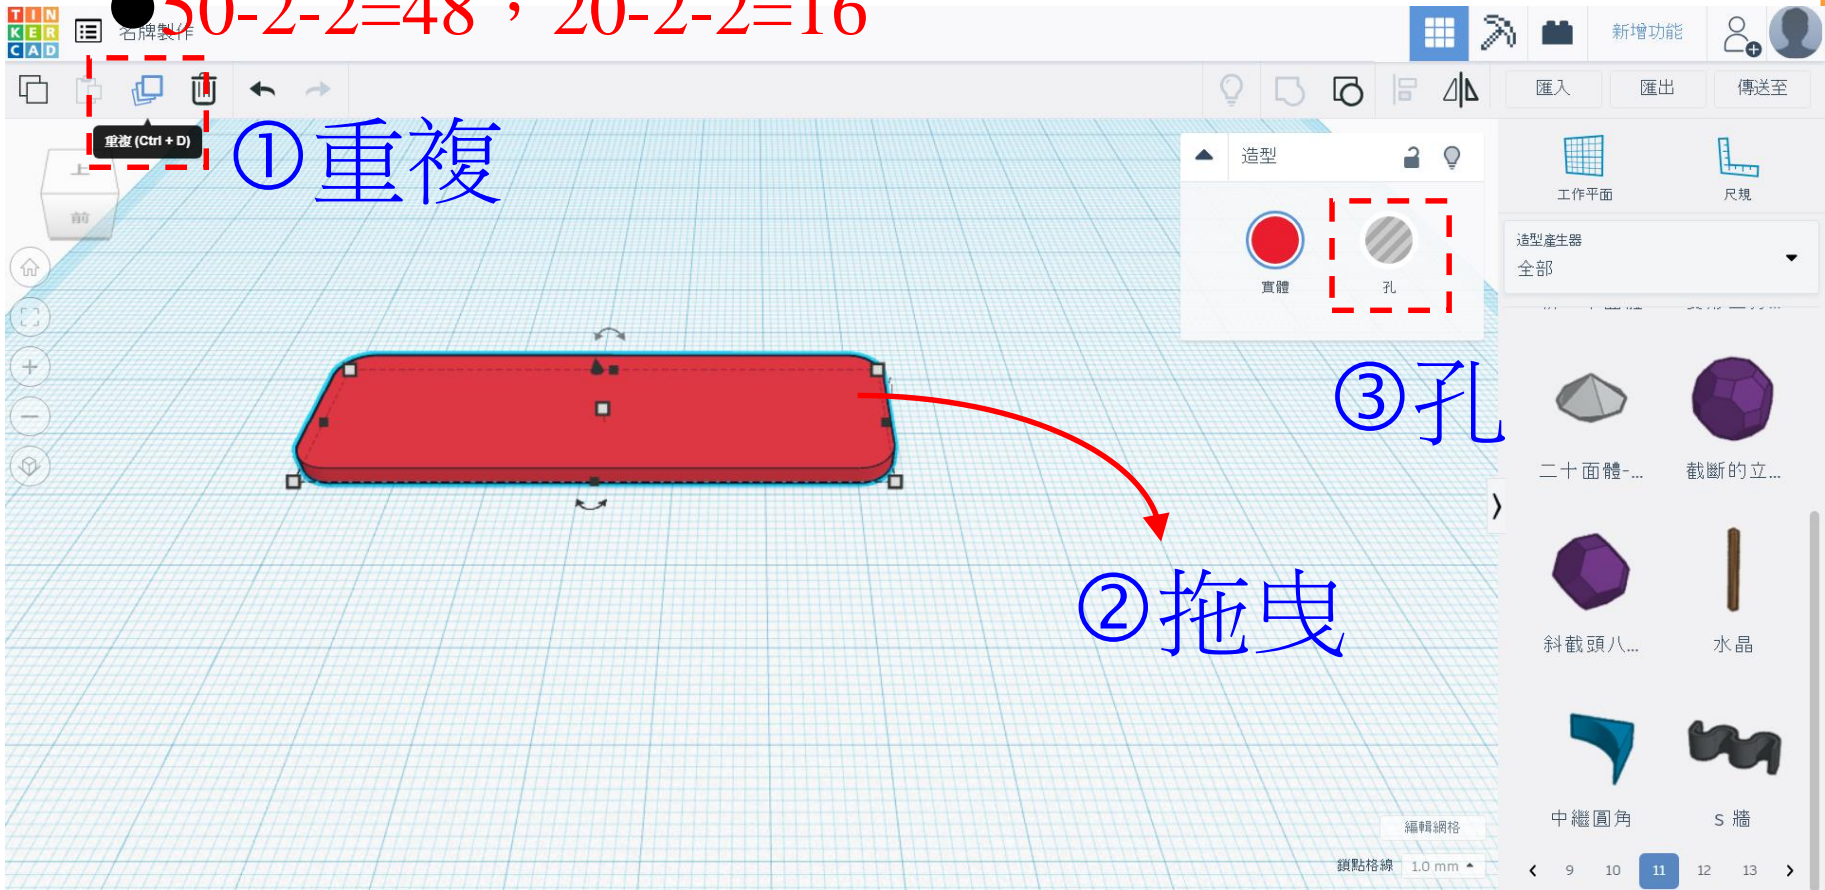 ●50-2-2=48，20-2-2=16
TIN
KER
CAD
名牌製作
新增功能
匯入
匯出
傳送至
重複 (Ctrl + D)
①重複
上
前
造型
實體
孔
③孔
②拖曳
工作平面
尺規
造型產生器
全部
二十面體-...
截斷的立...
斜截頭八...
水晶
中繼圓角
S 牆
編輯網格
鎖點格線 1.0 mm
9 10 11 12 13